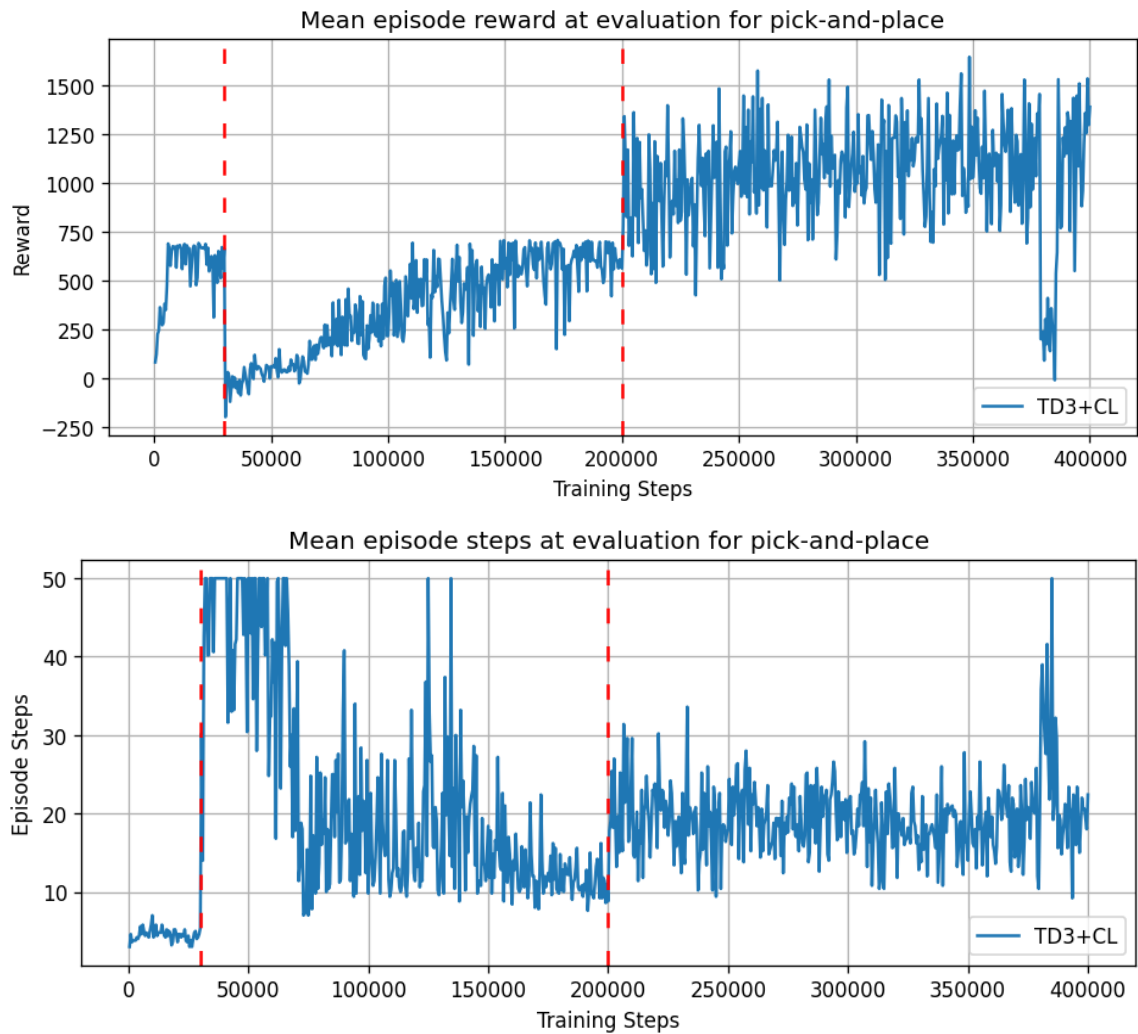 Mean episode reward at evaluation for pick-and-place
1500
1250
1000
750
500
250
0
−250
Reward
TD3+CL
0 50000 100000 150000 200000 250000 300000 350000 400000
Training Steps
Mean episode steps at evaluation for pick-and-place
50
40
30
20
10
Episode Steps
TD3+CL
0 50000 100000 150000 200000 250000 300000 350000 400000
Training Steps